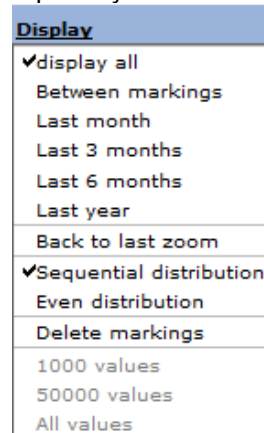 Display
✔display all
Between markings
Last month
Last 3 months
Last 6 months
Last year
Back to last zoom
✔Sequential distribution
Even distribution
Delete markings
1000 values
50000 values
All values